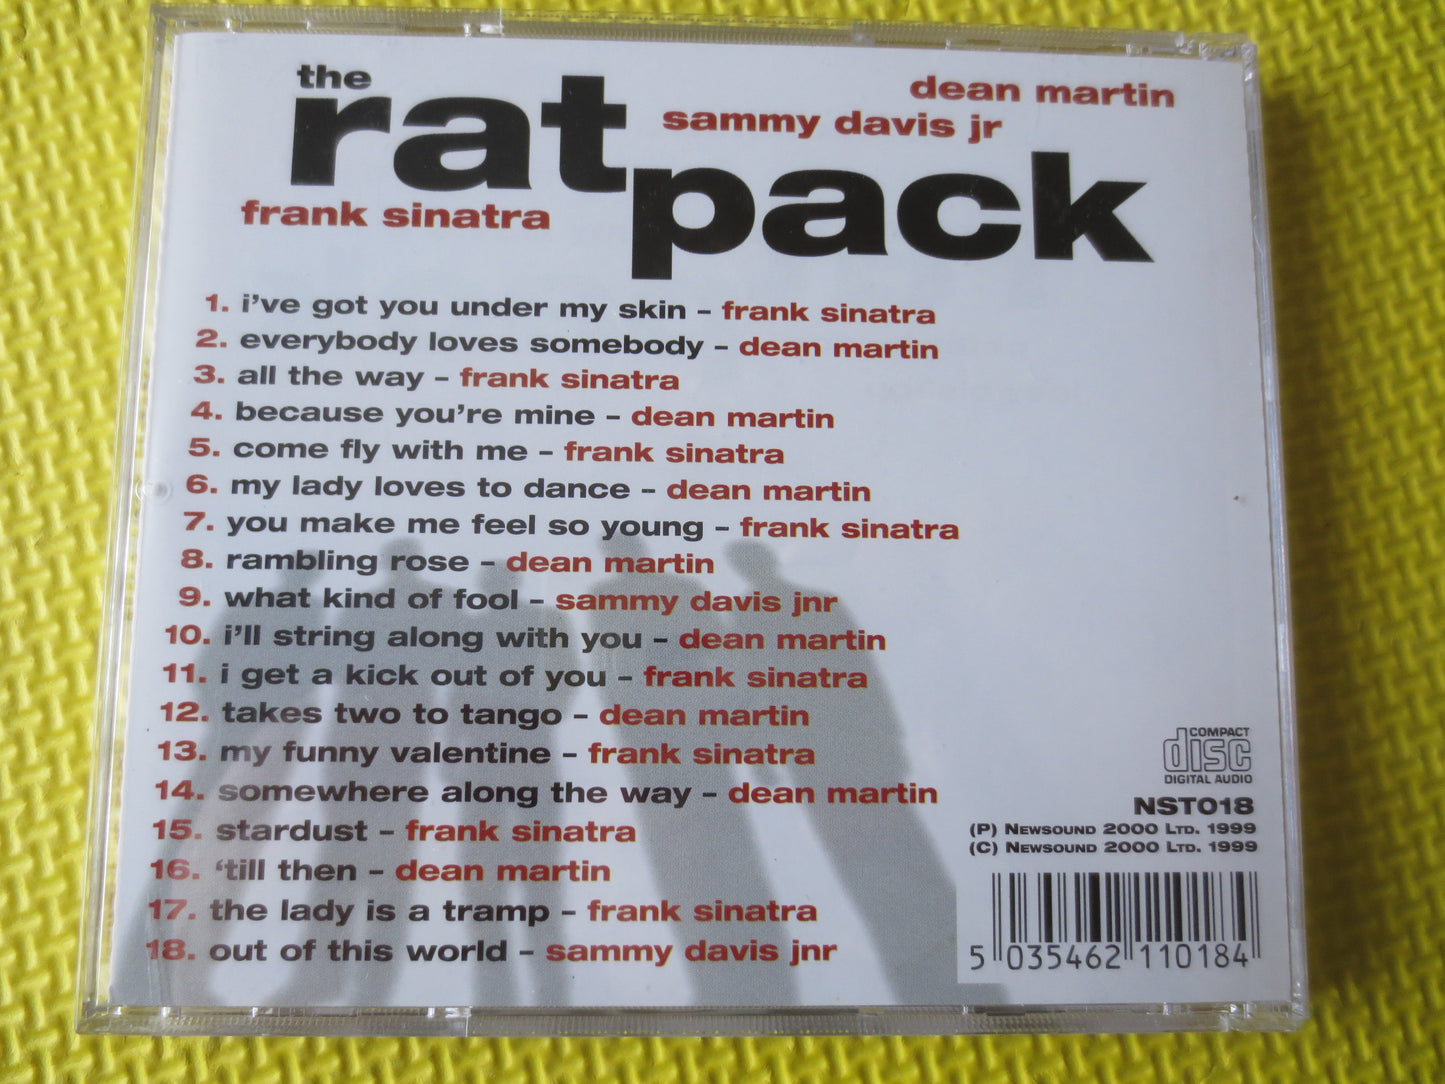 the
rat pack
dean martin
sammy davis jr
frank sinatra
1. i've got you under my skin – frank sinatra
2. everybody loves somebody – dean martin
3. all the way – frank sinatra
4. because you're mine – dean martin
5. come fly with me – frank sinatra
6. my lady loves to dance – dean martin
7. you make me feel so young – frank sinatra
8. rambling rose – dean martin
9. what kind of fool – sammy davis jnr
10. i'll string along with you – dean martin
11. i get a kick out of you – frank sinatra
12. takes two to tango – dean martin
13. my funny valentine – frank sinatra
14. somewhere along the way – dean martin
15. stardust – frank sinatra
16. 'till then – dean martin
17. the lady is a tramp – frank sinatra
18. out of this world – sammy davis jnr
COMPACT
disc
DIGITAL AUDIO
NST018
(P) NEWSOUND 2000 LTD. 1999
(C) NEWSOUND 2000 LTD. 1999
5 035462 110184